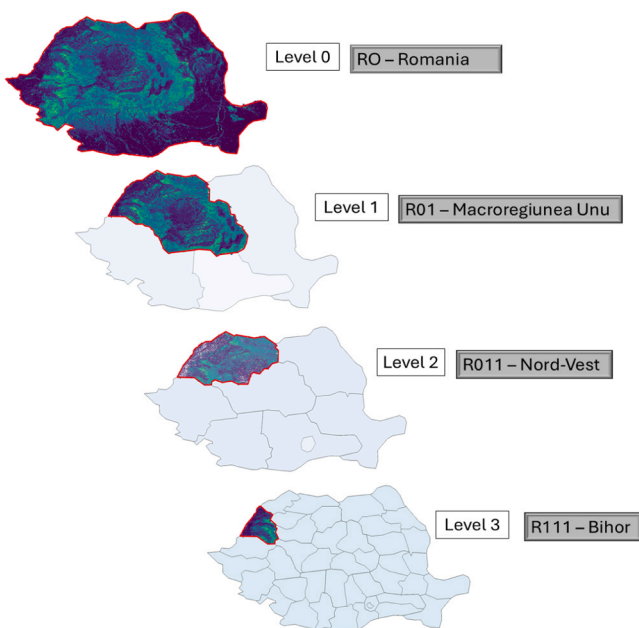 Level 0
RO – Romania
Level 1
R01 – Macroregiunea Unu
Level 2
R011 – Nord-Vest
Level 3
R111 – Bihor